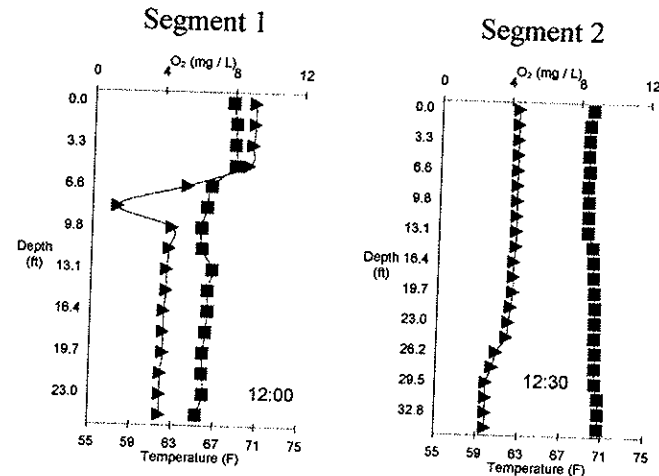 Segment 1
O₂ (mg / L)
0 4 8 12
0.0
3.3
6.6
9.8
Depth
(ft)
13.1
16.4
19.7
23.0
12:00
55 59 63 67 71 75
Temperature (F)
Segment 2
O₂ (mg / L)
0 4 8 12
0.0
3.3
6.6
9.8
13.1
Depth
(ft)
16.4
19.7
23.0
26.2
29.5
32.8
12:30
55 59 63 67 71 75
Temperature (F)